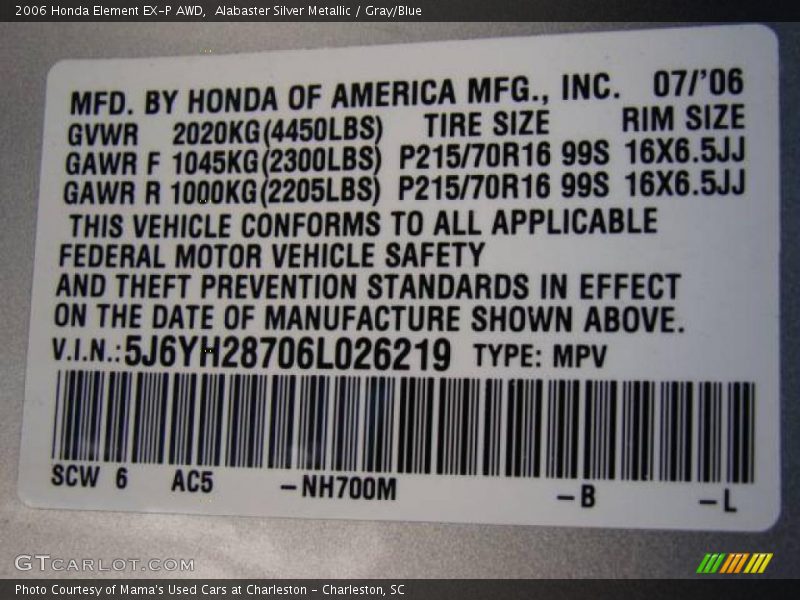 2006 Honda Element EX-P AWD,  Alabaster Silver Metallic / Gray/Blue
MFD. BY HONDA OF AMERICA MFG., INC. 07/'06
GVWR 2020KG(4450LBS) TIRE SIZE RIM SIZE
GAWR F 1045KG(2300LBS) P215/70R16 99S 16X6.5JJ
GAWR R 1000KG(2205LBS) P215/70R16 99S 16X6.5JJ
THIS VEHICLE CONFORMS TO ALL APPLICABLE
FEDERAL MOTOR VEHICLE SAFETY
AND THEFT PREVENTION STANDARDS IN EFFECT
ON THE DATE OF MANUFACTURE SHOWN ABOVE.
V.I.N.:5J6YH28706L026219 TYPE: MPV
SCW 6 AC5 -NH700M -B -L
GTCARLOT.COM
Photo Courtesy of Mama's Used Cars at Charleston - Charleston, SC